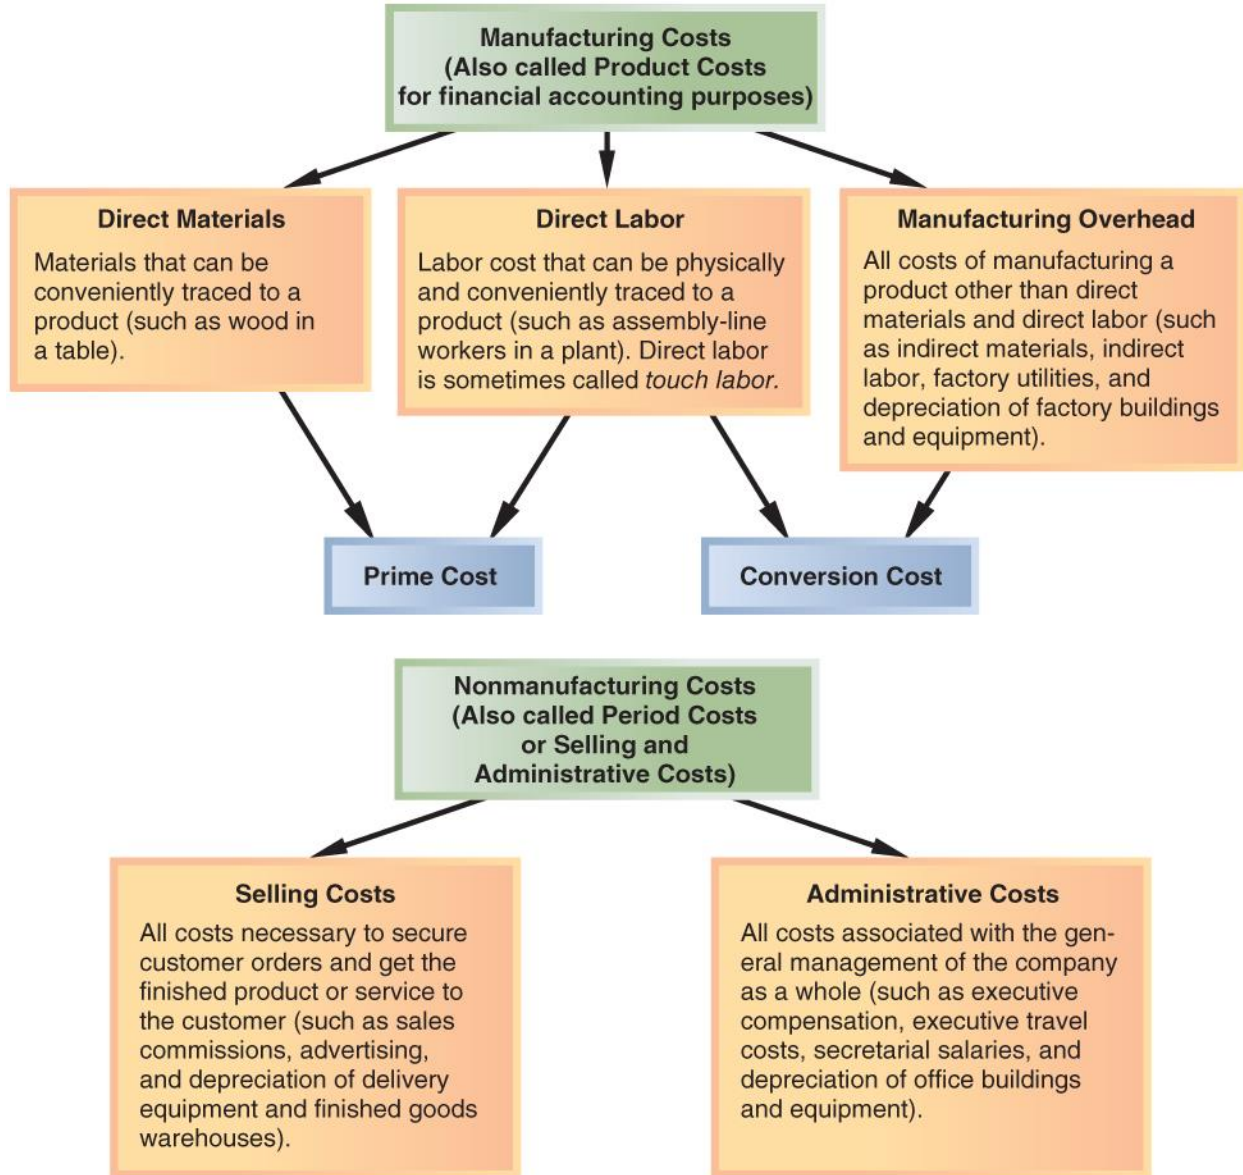 Manufacturing Costs
(Also called Product Costs
for financial accounting purposes)
Direct Materials
Materials that can be
conveniently traced to a
product (such as wood in
a table).
Direct Labor
Labor cost that can be physically
and conveniently traced to a
product (such as assembly-line
workers in a plant). Direct labor
is sometimes called touch labor.
Manufacturing Overhead
All costs of manufacturing a
product other than direct
materials and direct labor (such
as indirect materials, indirect
labor, factory utilities, and
depreciation of factory buildings
and equipment).
Prime Cost
Conversion Cost
Nonmanufacturing Costs
(Also called Period Costs
or Selling and
Administrative Costs)
Selling Costs
All costs necessary to secure
customer orders and get the
finished product or service to
the customer (such as sales
commissions, advertising,
and depreciation of delivery
equipment and finished goods
warehouses).
Administrative Costs
All costs associated with the gen-
eral management of the company
as a whole (such as executive
compensation, executive travel
costs, secretarial salaries, and
depreciation of office buildings
and equipment).